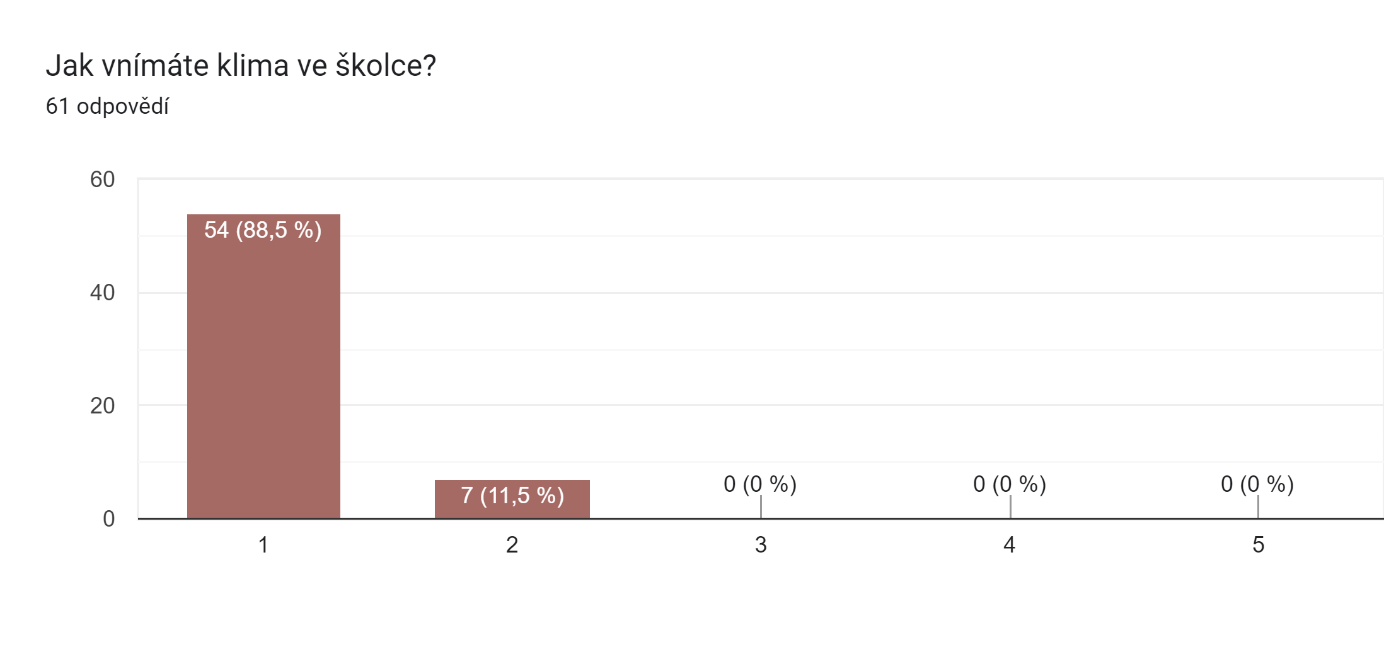 Jak vnímáte klima ve školce?
61 odpovědí
60
40
20
0
54 (88,5 %)
7 (11,5 %)
0 (0 %)
0 (0 %)
0 (0 %)
1
2
3
4
5